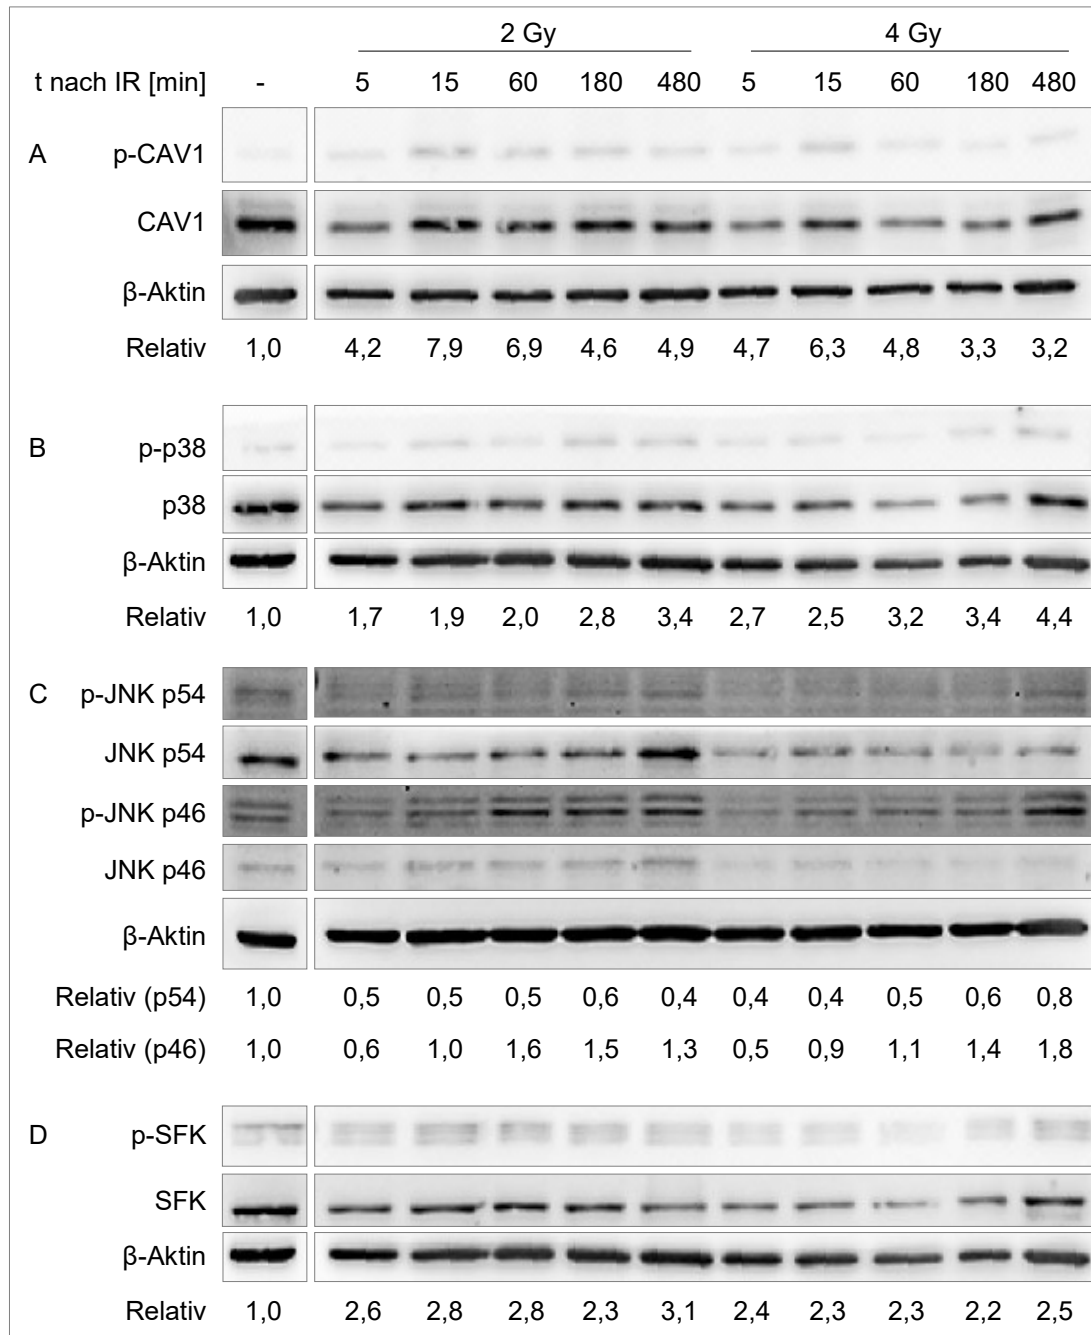 2 Gy 4 Gy
t nach IR [min] - 5 15 60 180 480 5 15 60 180 480
A p-CAV1
CAV1
β-Aktin
Relativ 1,0 4,2 7,9 6,9 4,6 4,9 4,7 6,3 4,8 3,3 3,2
B p-p38
p38
β-Aktin
Relativ 1,0 1,7 1,9 2,0 2,8 3,4 2,7 2,5 3,2 3,4 4,4
C p-JNK p54
JNK p54
p-JNK p46
JNK p46
β-Aktin
Relativ (p54) 1,0 0,5 0,5 0,5 0,6 0,4 0,4 0,4 0,5 0,6 0,8
Relativ (p46) 1,0 0,6 1,0 1,6 1,5 1,3 0,5 0,9 1,1 1,4 1,8
D p-SFK
SFK
β-Aktin
Relativ 1,0 2,6 2,8 2,8 2,3 3,1 2,4 2,3 2,3 2,2 2,5